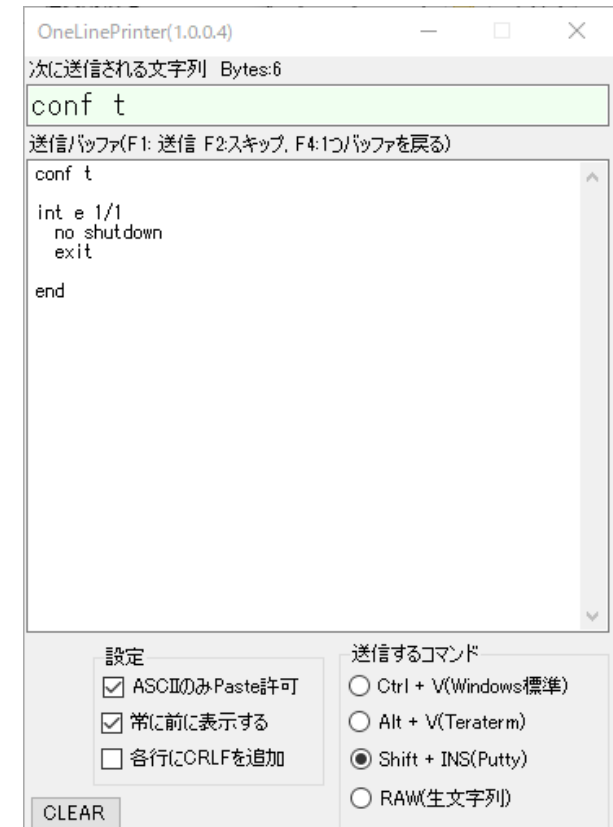 OneLinePrinter(1.0.0.4)
次に送信される文字列 Bytes:6
conf t
送信バッファ(F1: 送信 F2:スキップ, F4:1つバッファを戻る)
conf t
int e 1/1
no shutdown
exit
end
設定
ASCIIのみPaste許可
常に前に表示する
各行にCRLFを追加
送信するコマンド
Ctrl + V(Windows標準)
Alt + V(Teraterm)
Shift + INS(Putty)
RAW(生文字列)
CLEAR